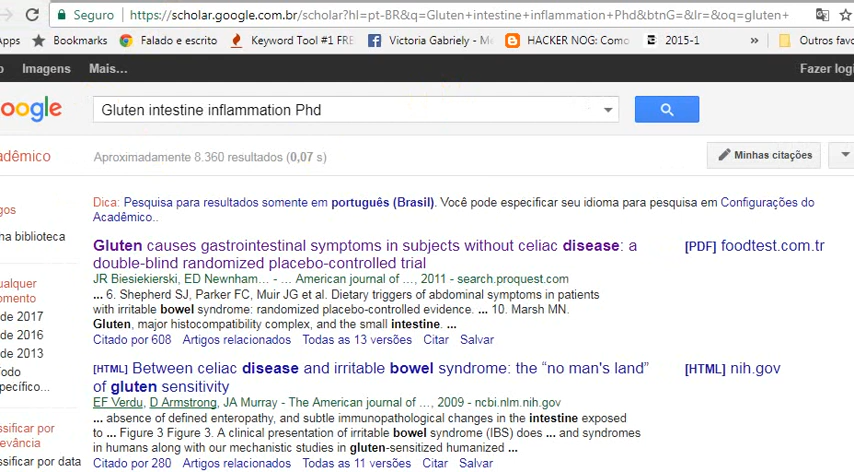 Seguro https://scholar.google.com.br/scholar?hl=pt-BR&q=Gluten+intestine+inflammation+Phd&btnG=&lr=&oq=gluten+
Apps Bookmarks Falado e escrito Keyword Tool #1 FRE Victoria Gabriely - Me HACKER NOG: Como 2015-1 » Outros favo
o Imagens Mais... Fazer logi
oogle Gluten intestine inflammation Phd
adêmico Aproximadamente 8.360 resultados (0,07 s) Minhas citações
Dica: Pesquisa para resultados somente em português (Brasil). Você pode especificar seu idioma para pesquisa em Configurações do
Acadêmico..
gos
na biblioteca
ualquer
omento
de 2017
de 2016
de 2013
odo
pecífico...
assificar por
evância
assificar por data
Gluten causes gastrointestinal symptoms in subjects without celiac disease: a
double-blind randomized placebo-controlled trial
[PDF] foodtest.com.tr
JR Biesiekierski, ED Newnham... - ... American journal of ..., 2011 - search.proquest.com
... 6. Shepherd SJ, Parker FC, Muir JG et al. Dietary triggers of abdominal symptoms in patients
with irritable bowel syndrome: randomized placebo-controlled evidence. ... 10. Marsh MN.
Gluten, major histocompatibility complex, and the small intestine. ...
Citado por 608 Artigos relacionados Todas as 13 versões Citar Salvar
[HTML] Between celiac disease and irritable bowel syndrome: the “no man's land”
of gluten sensitivity
[HTML] nih.gov
EF Verdu, D Armstrong, JA Murray - The American journal of ..., 2009 - ncbi.nlm.nih.gov
... absence of defined enteropathy, and subtle immunopathological changes in the intestine exposed
to ... Figure 3 Figure 3. A clinical presentation of irritable bowel syndrome (IBS) does ... and syndromes
in humans along with our mechanistic studies in gluten-sensitized humanized ...
Citado por 280 Artigos relacionados Todas as 11 versões Citar Salvar